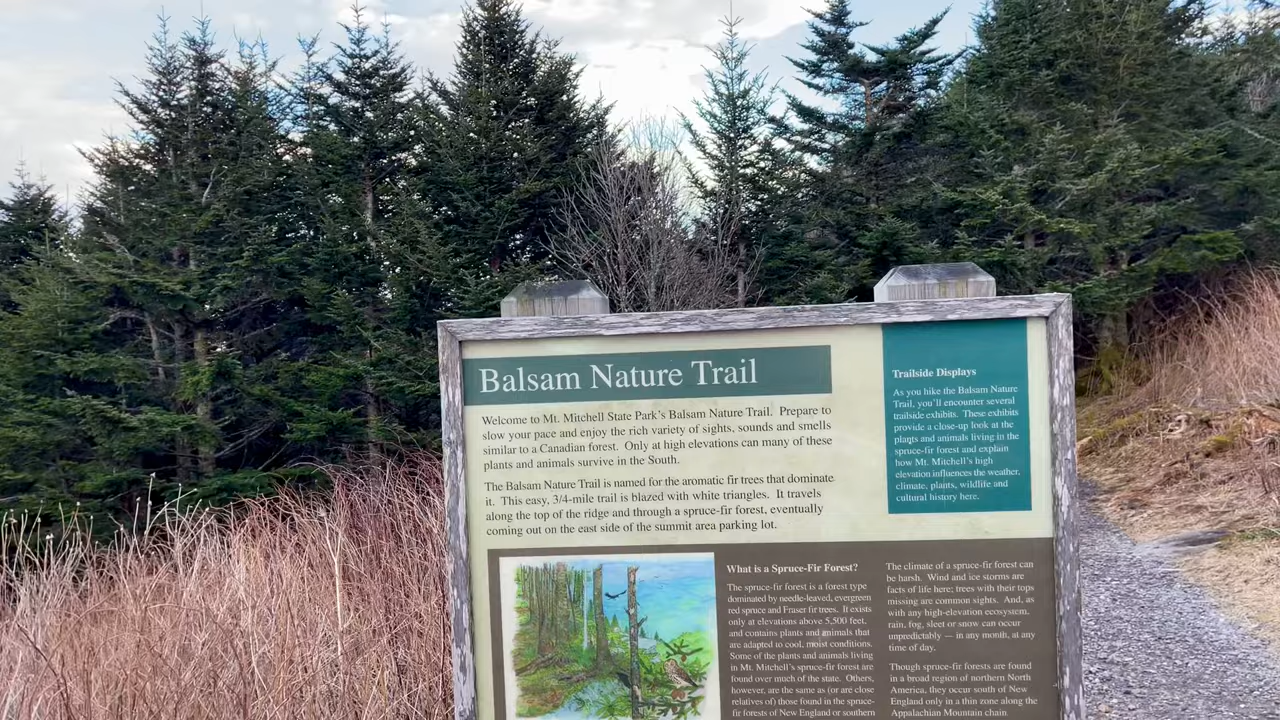 Balsam Nature Trail
Welcome to Mt. Mitchell State Park's Balsam Nature Trail. Prepare to
slow your pace and enjoy the rich variety of sights, sounds and smells
similar to a Canadian forest. Only at high elevations can many of these
plants and animals survive in the South.
The Balsam Nature Trail is named for the aromatic fir trees that dominate
it. This easy, 3/4-mile trail is blazed with white triangles. It travels
along the top of the ridge and through a spruce-fir forest, eventually
coming out on the east side of the summit area parking lot.
Trailside Displays
As you hike the Balsam Nature
Trail, you'll encounter several
trailside exhibits. These exhibits
provide a close-up look at the
plants and animals living in the
spruce-fir forest and explain
how Mt. Mitchell's high
elevation influences the weather,
climate, plants, wildlife and
cultural history here.
What is a Spruce-Fir Forest?
The spruce-fir forest is a forest type
dominated by needle-leaved, evergreen
red spruce and Fraser fir trees. It exists
only at elevations above 5,500 feet,
and contains plants and animals that
are adapted to cool, moist conditions.
Some of the plants and animals living
in Mt. Mitchell's spruce-fir forest are
found over much of the state. Others,
however, are the same as (or are close
relatives of) those found in the spruce-
fir forests of New England or southern
The climate of a spruce-fir forest can
be harsh. Wind and ice storms are
facts of life here; trees with their tops
missing are common sights. And, as
with any high-elevation ecosystem,
rain, fog, sleet or snow can occur
unpredictably — in any month, at any
time of day.
Though spruce-fir forests are found
in a broad region of northern North
America, they occur south of New
England only in a thin zone along the
Appalachian Mountain chain